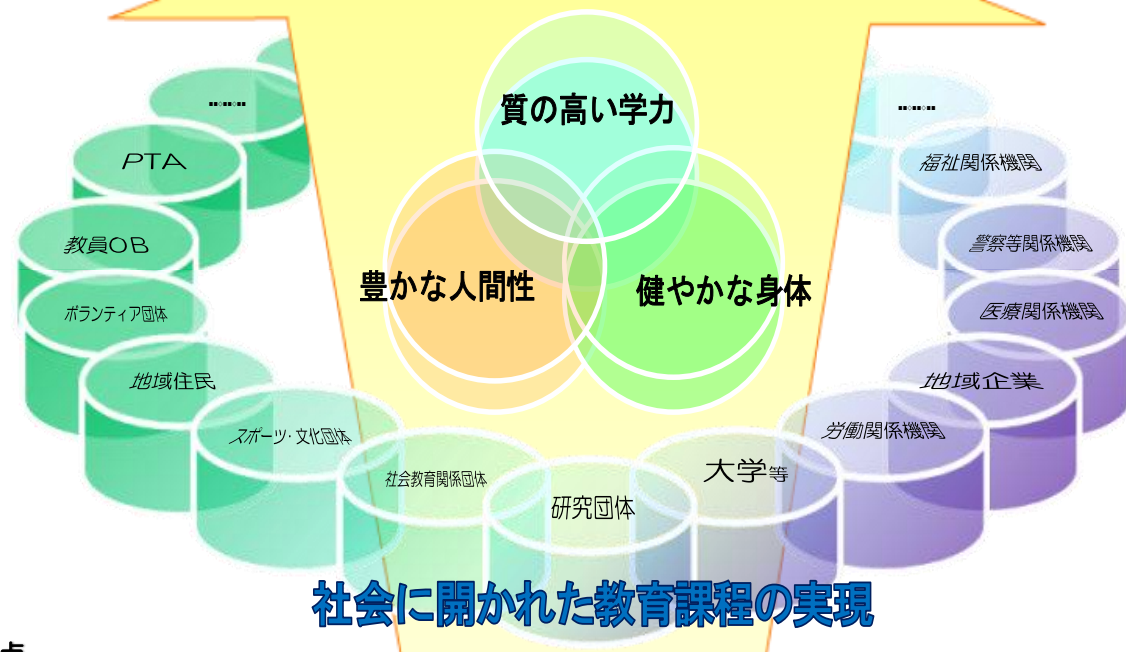 質の高い学力
豊かな人間性
健やかな身体
PTA
教員OB
ボランティア団体
地域住民
スポーツ・文化団体
社会教育関係団体
研究団体
大学等
労働関係機関
地域企業
医療関係機関
警察等関係機関
福祉関係機関
社会に開かれた教育課程の実現